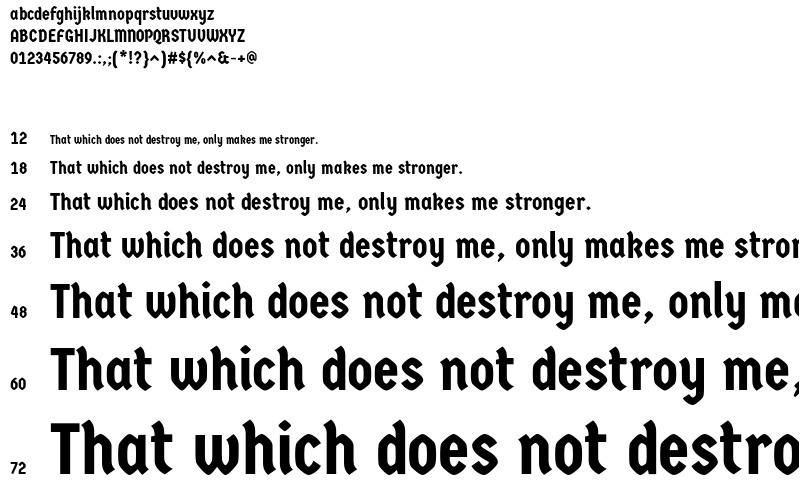 abcdefghijklmnopqrstuvwxyz
ABCDEFGHIJKLMNOPQRSTUVWXYZ
0123456789.:,;(*!?}^)#${%^&-+@
12 That which does not destroy me, only makes me stronger.
18 That which does not destroy me, only makes me stronger.
24 That which does not destroy me, only makes me stronger.
36 That which does not destroy me, only makes me stron
48 That which does not destroy me, only ma
60 That which does not destroy me,
72 That which does not destro